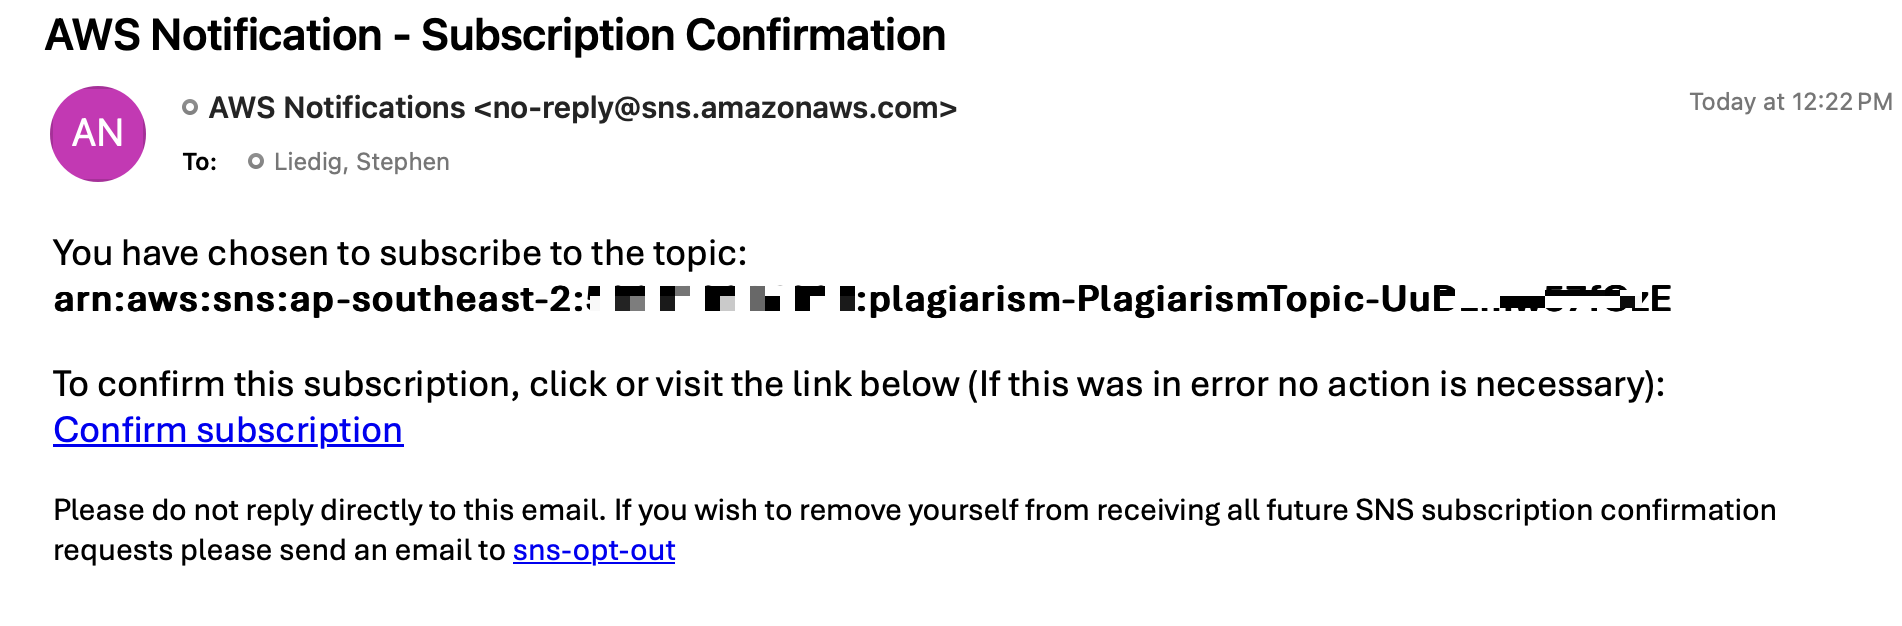 AWS Notification - Subscription Confirmation
AN
AWS Notifications <no-reply@sns.amazonaws.com>
Today at 12:22 PM
To: Liedig, Stephen
You have chosen to subscribe to the topic:
arn:aws:sns:ap-southeast-2: :plagiarism-PlagiarismTopic-
To confirm this subscription, click or visit the link below (If this was in error no action is necessary):
Confirm subscription
Please do not reply directly to this email. If you wish to remove yourself from receiving all future SNS subscription confirmation
requests please send an email to sns-opt-out